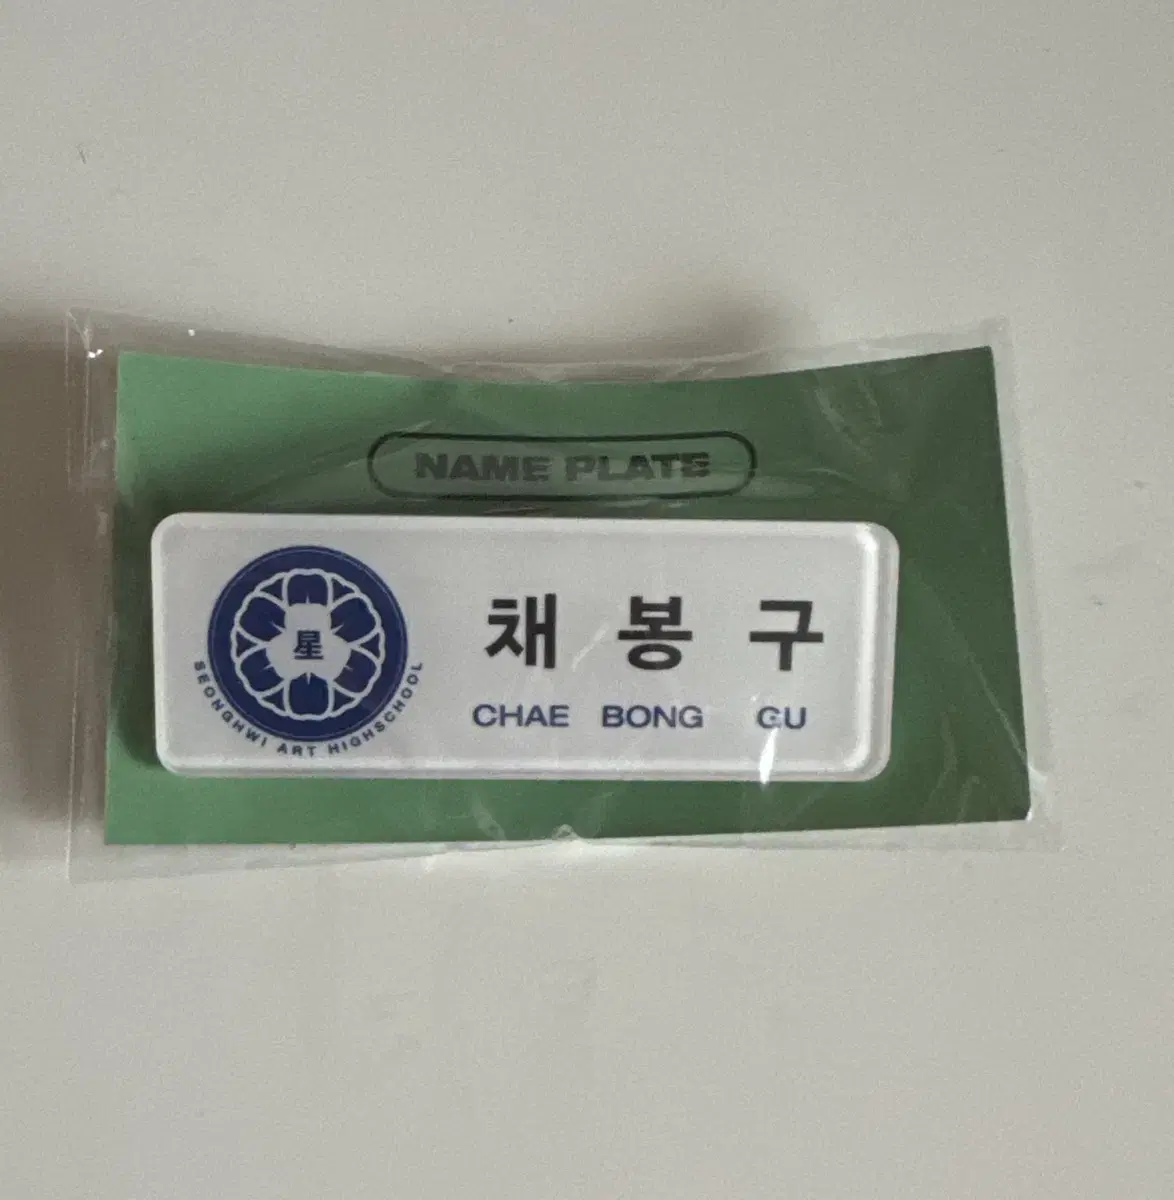 NAME PLATE
星
SEONGHWI ART HIGHSCHOOL
채 봉 구
CHAE BONG GU